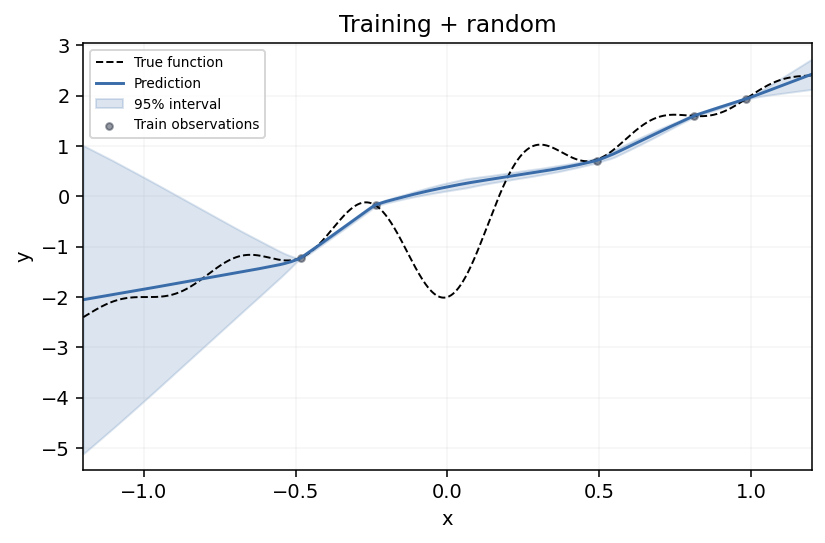 Training + random
True function
Prediction
95% interval
Train observations
3
2
1
0
−1
−2
−3
−4
−5
y
−1.0
−0.5
0.0
0.5
1.0
x